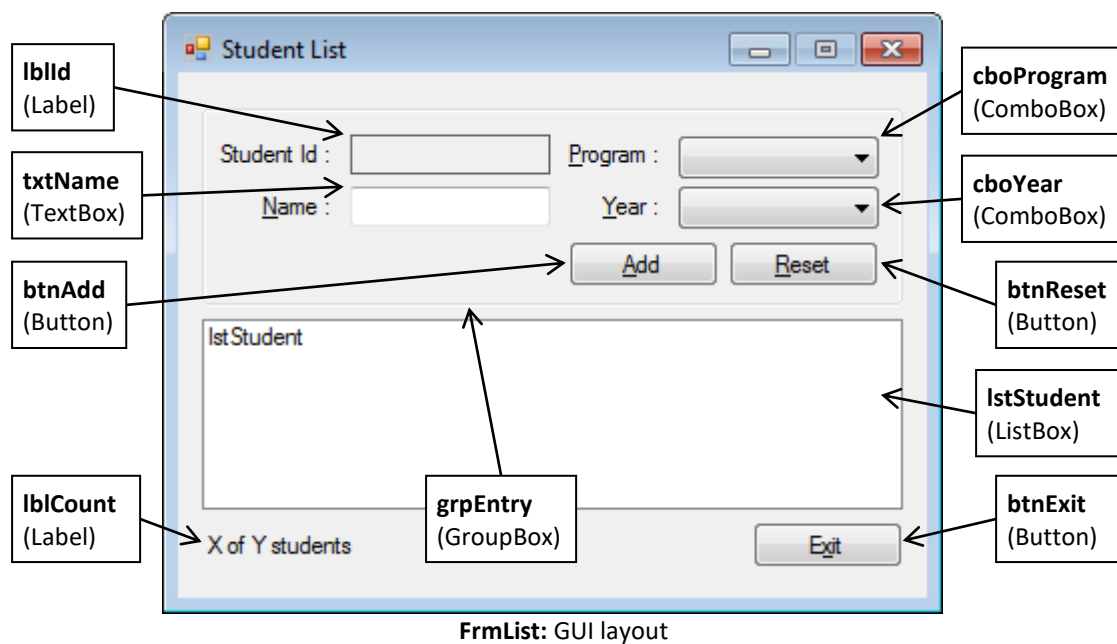 Student List
lblId
(Label)
cboProgram
(ComboBox)
Student Id :
Program :
txtName
(TextBox)
cboYear
(ComboBox)
Name :
Year :
Add
Reset
btnAdd
(Button)
btnReset
(Button)
lstStudent
lstStudent
(ListBox)
lblCount
(Label)
grpEntry
(GroupBox)
btnExit
(Button)
X of Y students
Exit
FrmList: GUI layout